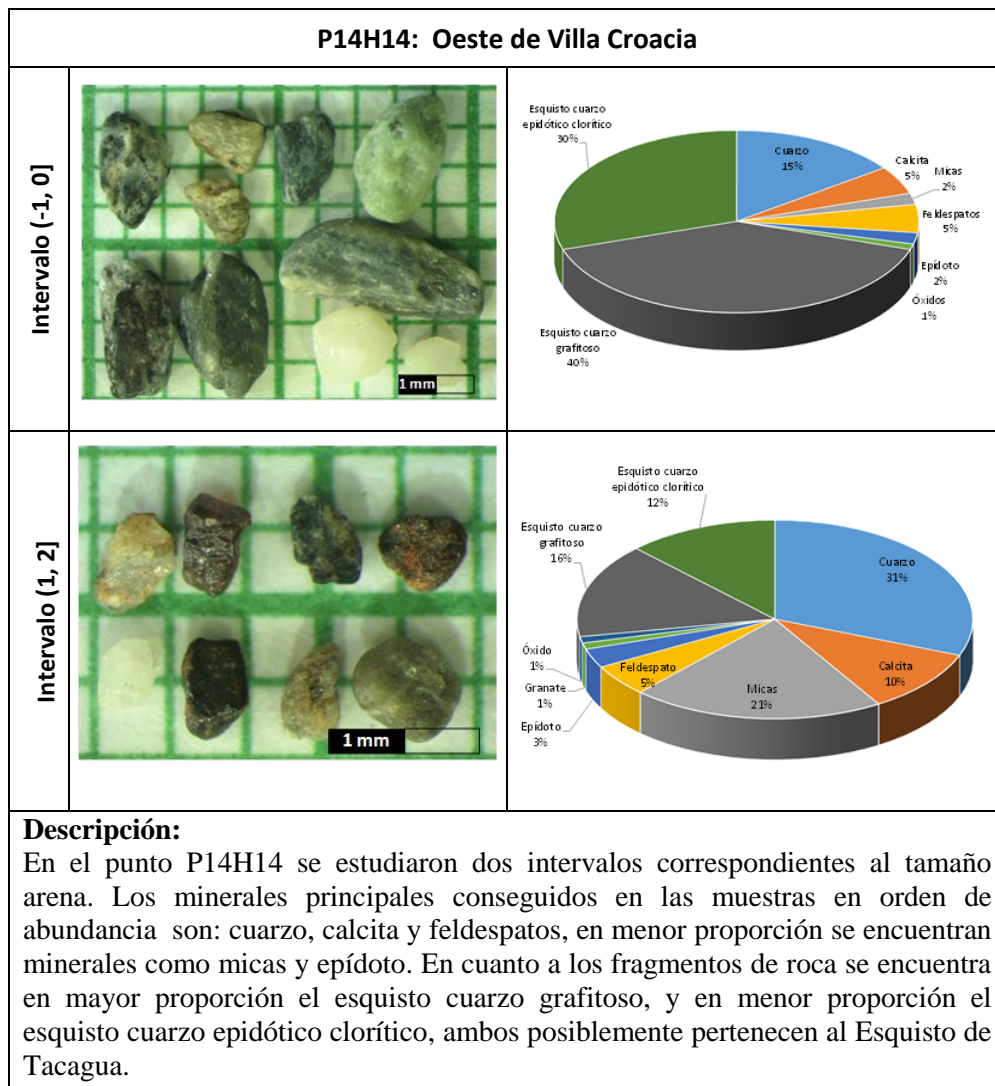 P14H14: Oeste de Villa Croacia
Intervalo (-1, 0]
1 mm
Esquisto cuarzo
epidótico clorítico
30%
Cuarzo
15%
Calcita
5%
Micas
2%
Feldespatos
5%
Epídoto
2%
Óxidos
1%
Esquisto cuarzo
grafitoso
40%
Intervalo (1, 2]
1 mm
Esquisto cuarzo
epidótico clorítico
12%
Esquisto cuarzo
grafitoso
16%
Cuarzo
31%
Óxido
1%
Granate
1%
Epídoto
3%
Feldespato
5%
Micas
21%
Calcita
10%
Descripción:
En el punto P14H14 se estudiaron dos intervalos correspondientes al tamaño
arena. Los minerales principales conseguidos en las muestras en orden de
abundancia son: cuarzo, calcita y feldespatos, en menor proporción se encuentran
minerales como micas y epídoto. En cuanto a los fragmentos de roca se encuentra
en mayor proporción el esquisto cuarzo grafitoso, y en menor proporción el
esquisto cuarzo epidótico clorítico, ambos posiblemente pertenecen al Esquisto de
Tacagua.